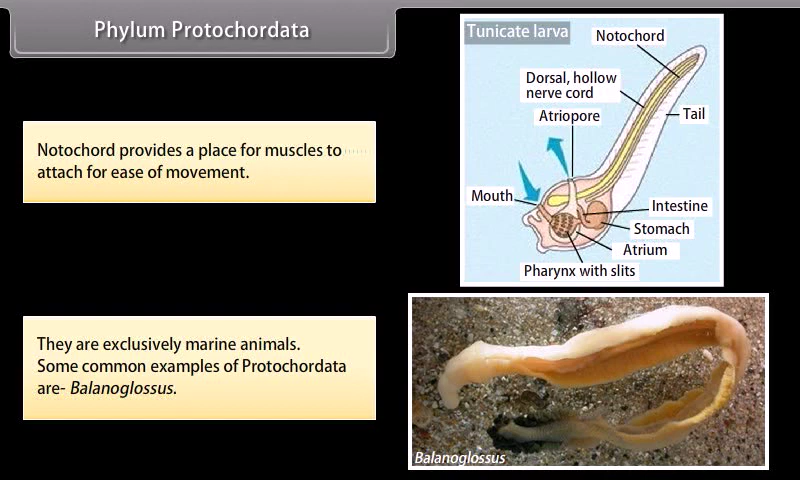 Phylum Protochordata
Notochord provides a place for muscles to
attach for ease of movement.
They are exclusively marine animals.
Some common examples of Protochordata
are- Balanoglossus.
Tunicate larva
Notochord
Dorsal, hollow
nerve cord
Atriopore
Tail
Mouth
Intestine
Stomach
Atrium
Pharynx with slits
Balanoglossus